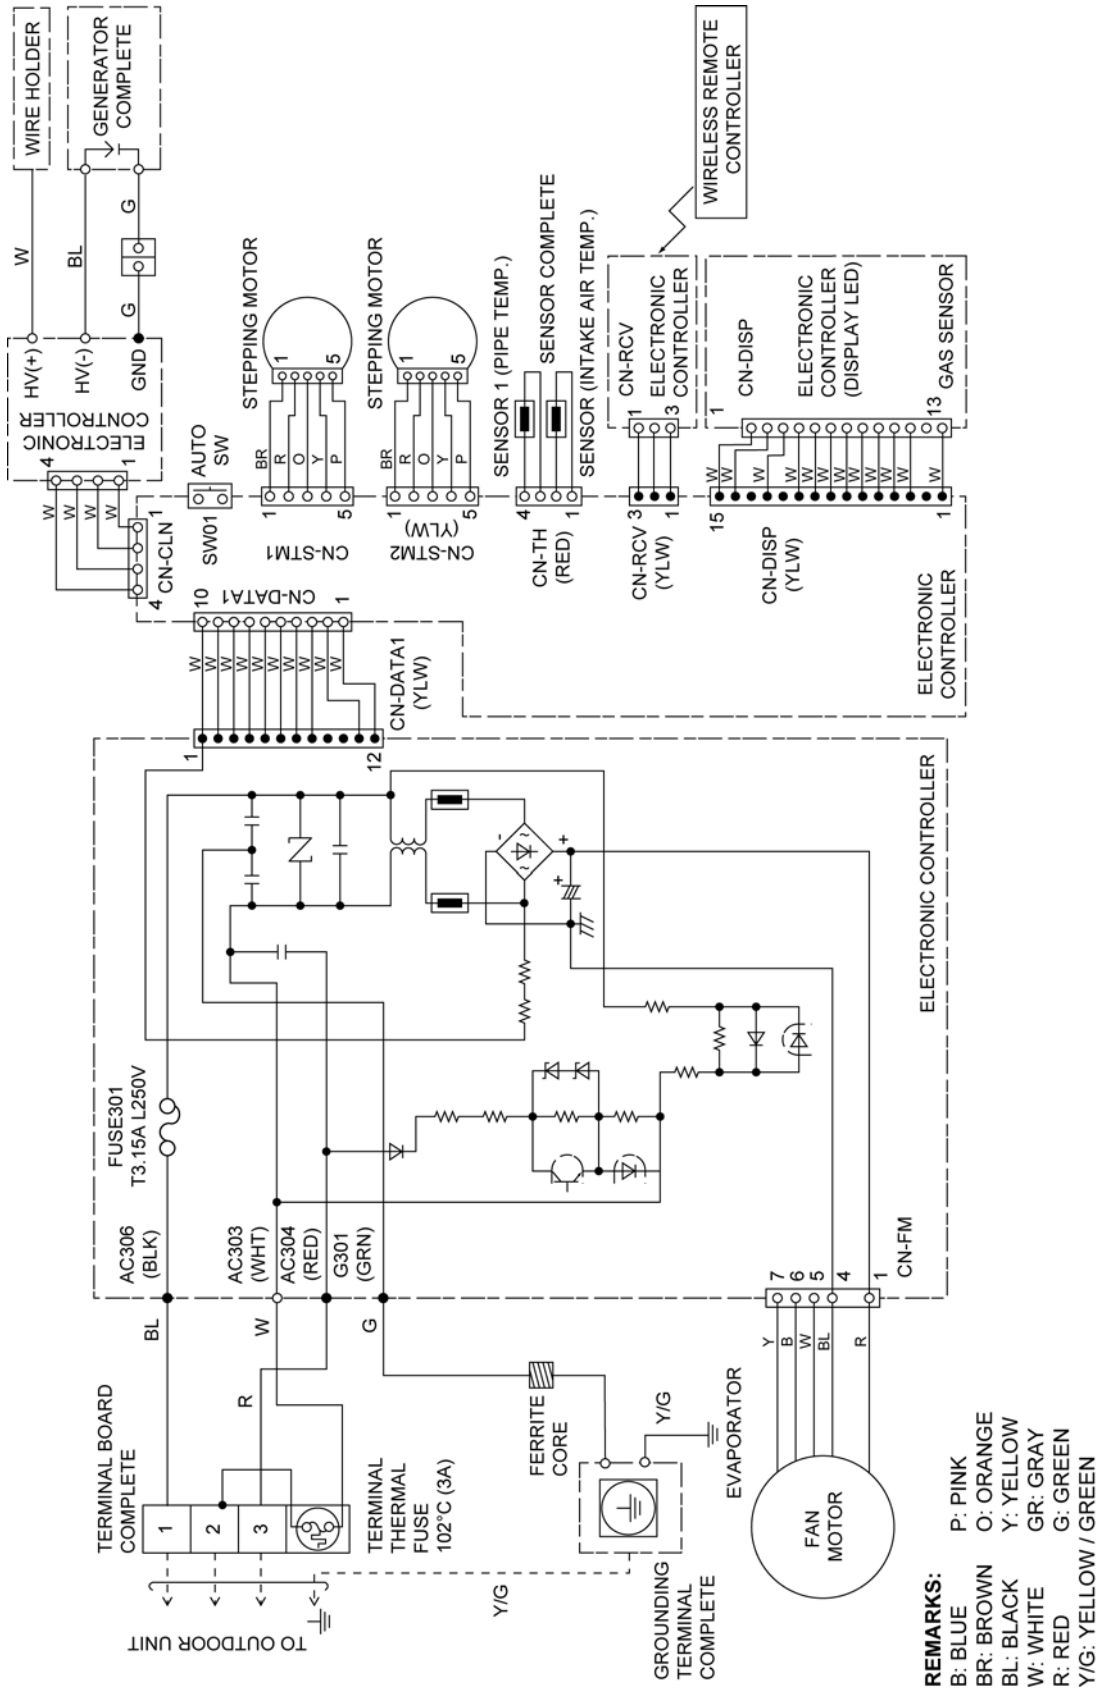 WIRE HOLDER
GENERATOR
COMPLETE
W
BL
G
G
HV(+)
HV(-)
GND
ELECTRONIC
CONTROLLER
4
1
W
W
W
W
1
CN-CLN
4
AUTO
SW
SW01
STEPPING MOTOR
1
5
BR
R
O
Y
P
1
5
CN-STM1
STEPPING MOTOR
1
5
BR
R
O
Y
P
1
5
CN-STM2
(YLW)
SENSOR 1 (PIPE TEMP.)
SENSOR COMPLETE
SENSOR (INTAKE AIR TEMP.)
4
1
CN-TH
(RED)
WIRELESS REMOTE
CONTROLLER
CN-RCV
ELECTRONIC
CONTROLLER
1
3
3
1
CN-RCV
(YLW)
CN-DISP
ELECTRONIC
CONTROLLER
(DISPLAY LED)
GAS SENSOR
1
13
W
W
W
W
W
W
W
W
W
W
W
W
15
1
CN-DISP
(YLW)
ELECTRONIC
CONTROLLER
10
CN-DATA1
1
W
W
W
W
W
W
W
W
W
W
CN-DATA1
(YLW)
1
12
ELECTRONIC CONTROLLER
~
~
-
+
+
FUSE301
T3.15A L250V
AC306
(BLK)
AC303
(WHT)
AC304
(RED)
G301
(GRN)
BL
W
R
G
CN-FM
7
6
5
4
1
Y
B
W
BL
R
TERMINAL BOARD
COMPLETE
1
2
3
TERMINAL
THERMAL
FUSE
102°C (3A)
TO OUTDOOR UNIT
Y/G
FERRITE
CORE
Y/G
GROUNDING
TERMINAL
COMPLETE
EVAPORATOR
FAN
MOTOR
REMARKS:
B: BLUE P: PINK
BR: BROWN O: ORANGE
BL: BLACK Y: YELLOW
W: WHITE GR: GRAY
R: RED G: GREEN
Y/G: YELLOW / GREEN